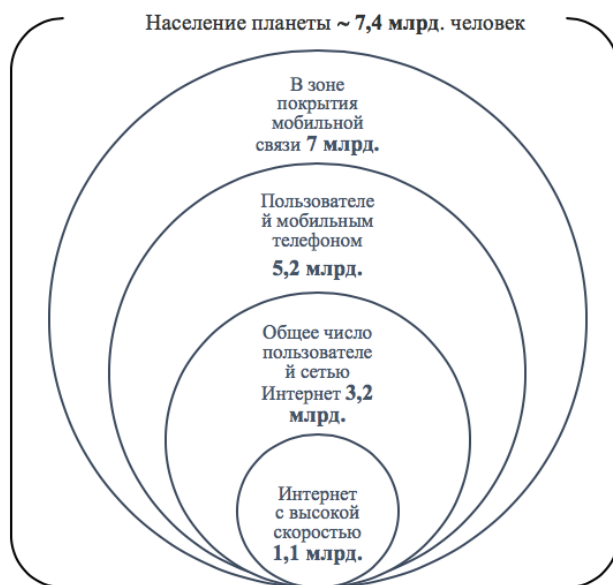 Население планеты ~ 7,4 млрд. человек
В зоне
покрытия
мобильной
связи 7 млрд.
Пользователе
й мобильным
телефоном
5,2 млрд.
Общее число
пользователе
й сетью
Интернет 3,2
млрд.
Интернет
с высокой
скоростью
1,1 млрд.